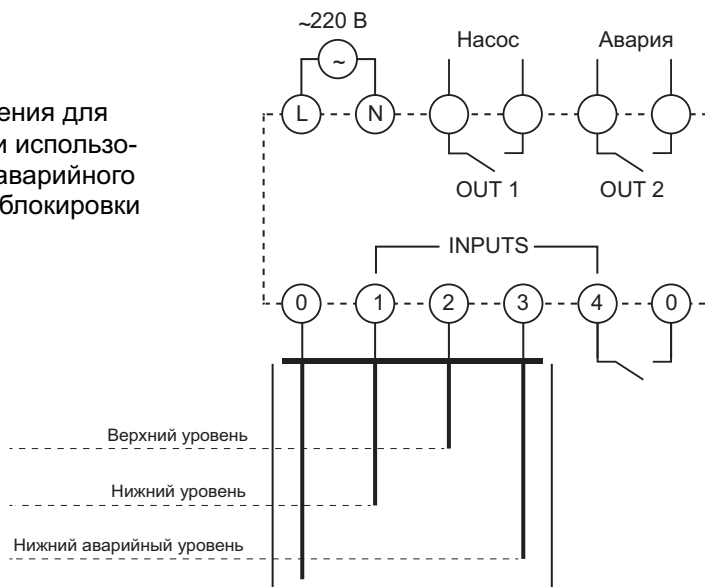 ~220 В
~
Насос
Авария
ения для
и использо-
аварийного
блокировки
L
N
OUT 1
OUT 2
INPUTS
0
1
2
3
4
0
Верхний уровень
Нижний уровень
Нижний аварийный уровень